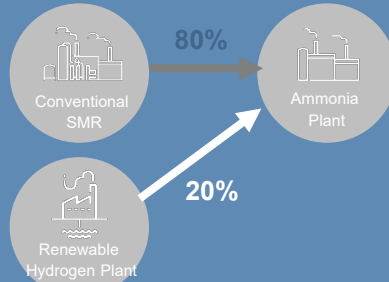 80%
Conventional
SMR
Ammonia
Plant
20%
Renewable
Hydrogen Plant